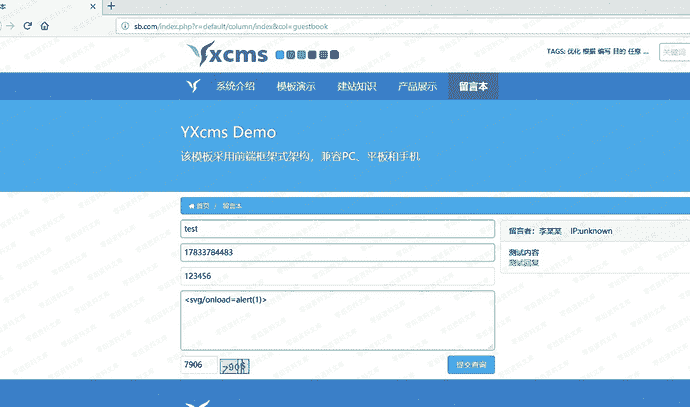 本
sb.com/index.php?r=default/column/index&col=guestbook
Yxcms
TAGS: 优化 根据 编写 目的 任意 ...
关键词
系统介绍 模板演示 建站知识 产品展示 留言本
YXcms Demo
该模板采用前端框架式架构，兼容PC、平板和手机
首页 / 留言本
test
17833784483
123456
<svg/onload=alert(1)>
7906
7906
提交查询
留言者：李某某 IP:unknown
测试内容
测试回复